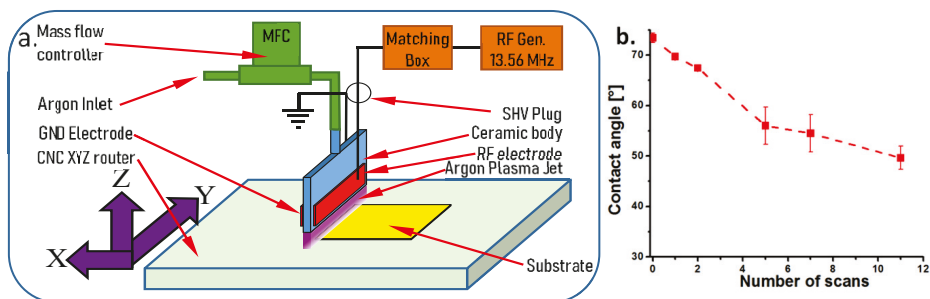 a.
Mass flow
controller
MFC
Matching
Box
RF Gen.
13.56 MHz
Argon Inlet
SHV Plug
GND Electrode
Ceramic body
CNC XYZ router
RF electrode
Argon Plasma Jet
Z
Y
X
Substrate
b.
Contact angle [°]
70
60
50
40
30
0
2
4
6
8
10
12
Number of scans